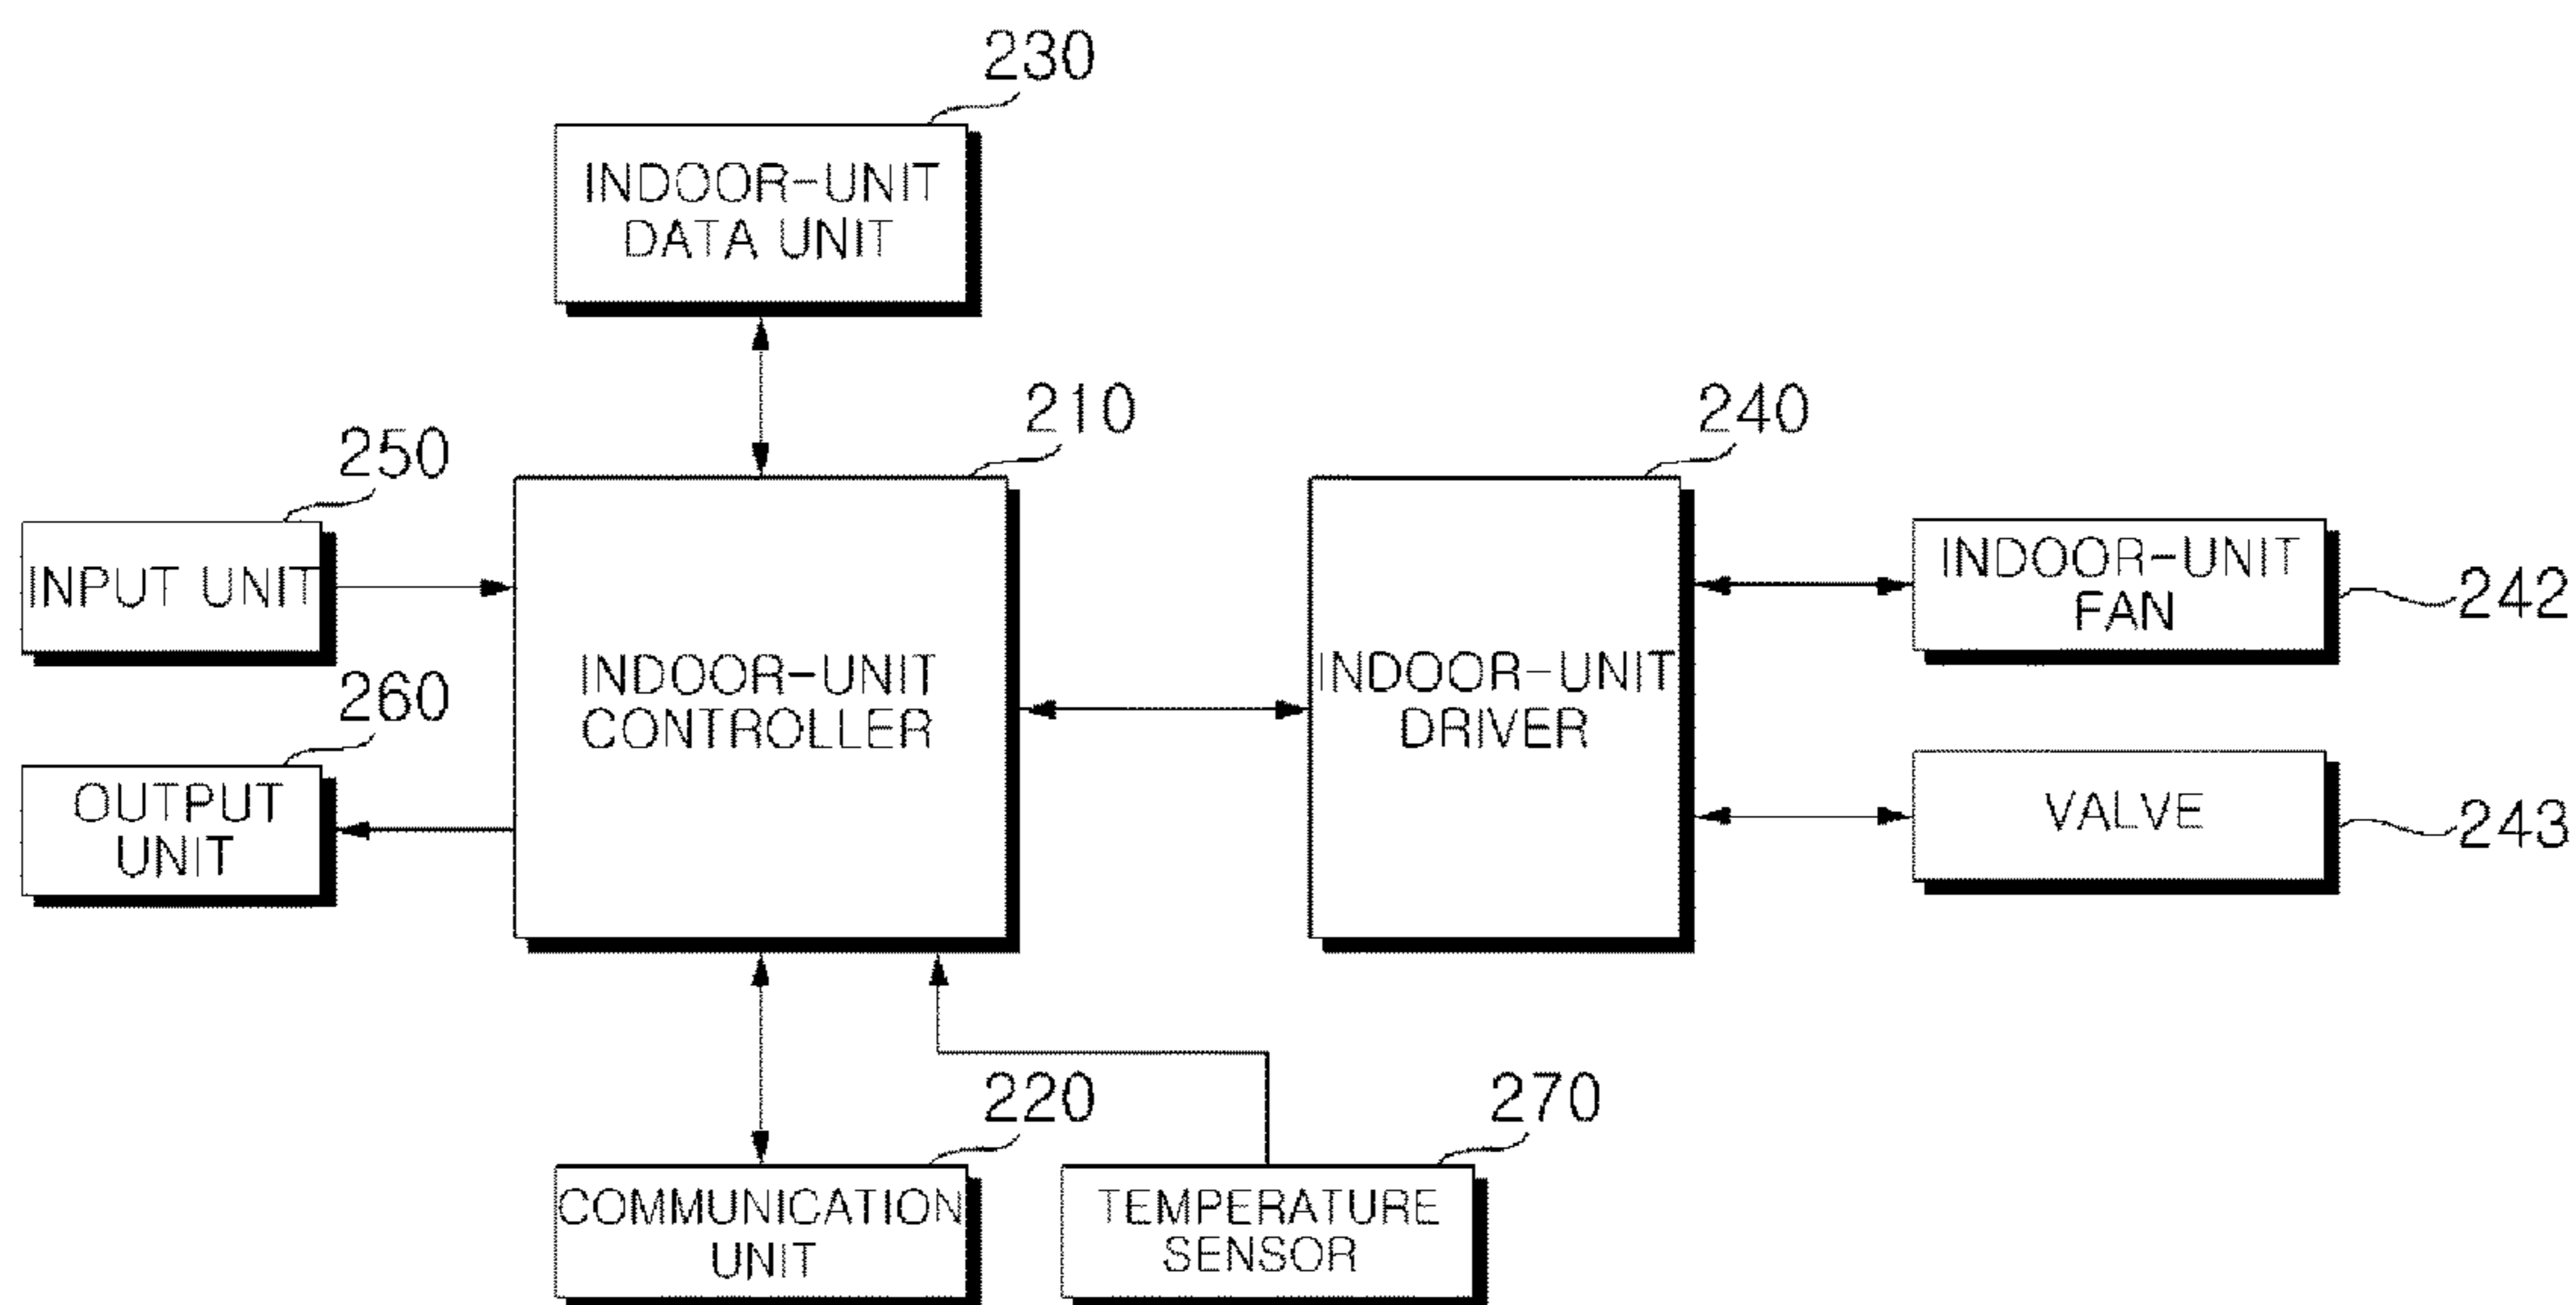 230
INDOOR-UNIT
DATA UNIT
210
240
250
INPUT UNIT
INDOOR-UNIT
FAN
242
260
INDOOR-UNIT
CONTROLLER
INDOOR-UNIT
DRIVER
OUTPUT
UNIT
VALVE
243
220
270
COMMUNICATION
UNIT
TEMPERATURE
SENSOR